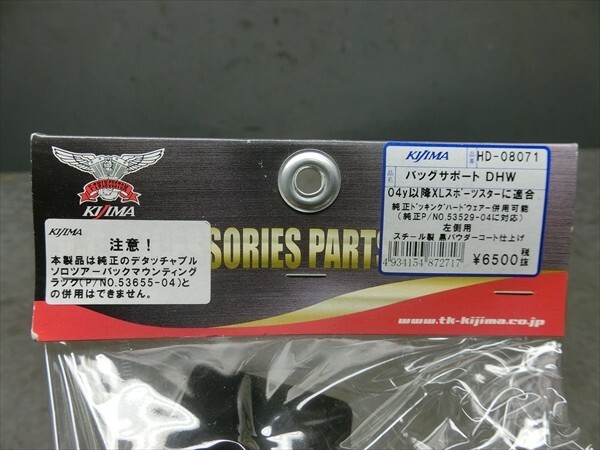 KIJIMA
KIJIMA
注意！
本製品は純正のデタッチャブル
ソロツアーパックマウンティング
ラック(P/NO.53655-04)と
の併用はできません。
SSORIES PARTS
KIJIMA
品番
HD-08071
品名
バッグサポート DHW
04y以降XLスポーツスターに適合
純正ドッキングハードウェアー併用可能
(純正P/NO.53529-04に対応)
左側用
スチール製 黒パウダーコート仕上げ
4934154872717
¥6500 税抜
www.tk-kijima.co.jp